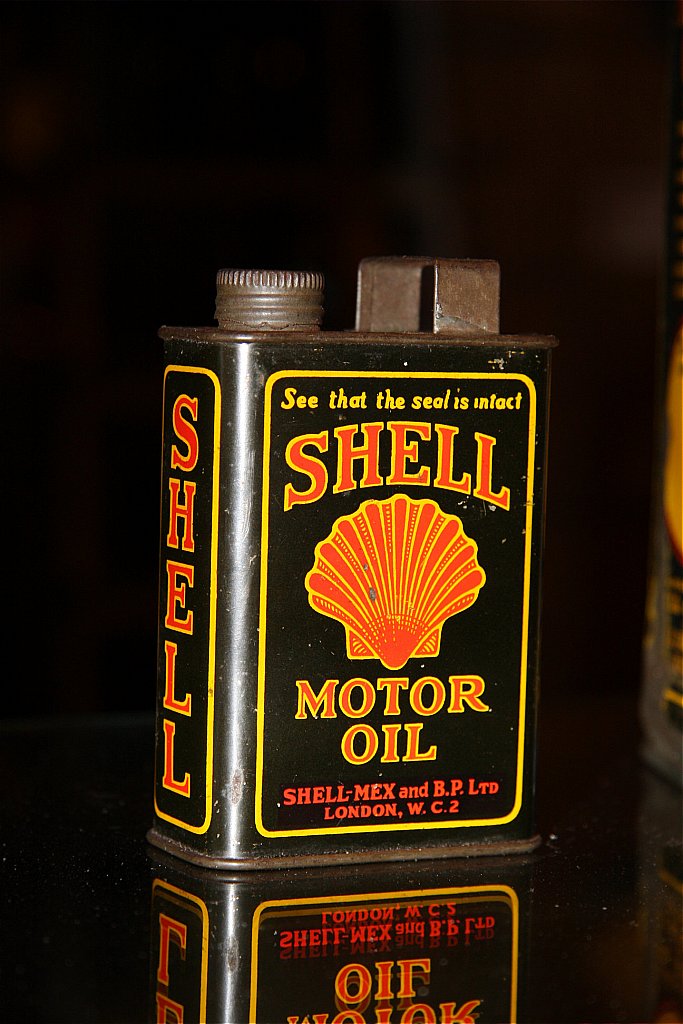 SHELL
See that the seal is intact
SHELL
MOTOR
OIL
SHELL-MEX and B.P. LTD
LONDON, W.C.2